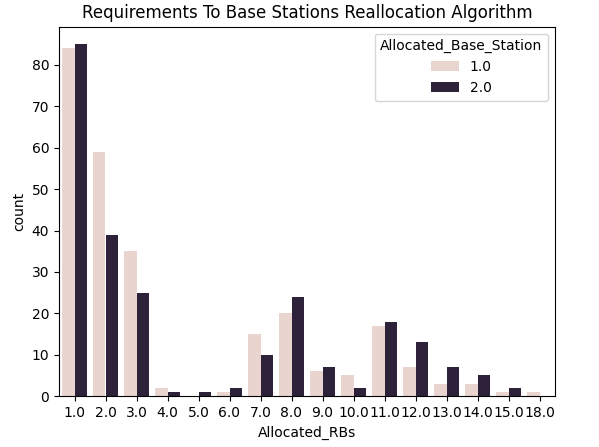 Requirements To Base Stations Reallocation Algorithm
Allocated_Base_Station
1.0
2.0
count
80
70
60
50
40
30
20
10
0
1.0 2.0 3.0 4.0 5.0 6.0 7.0 8.0 9.0 10.0 11.0 12.0 13.0 14.0 15.0 18.0
Allocated_RBs